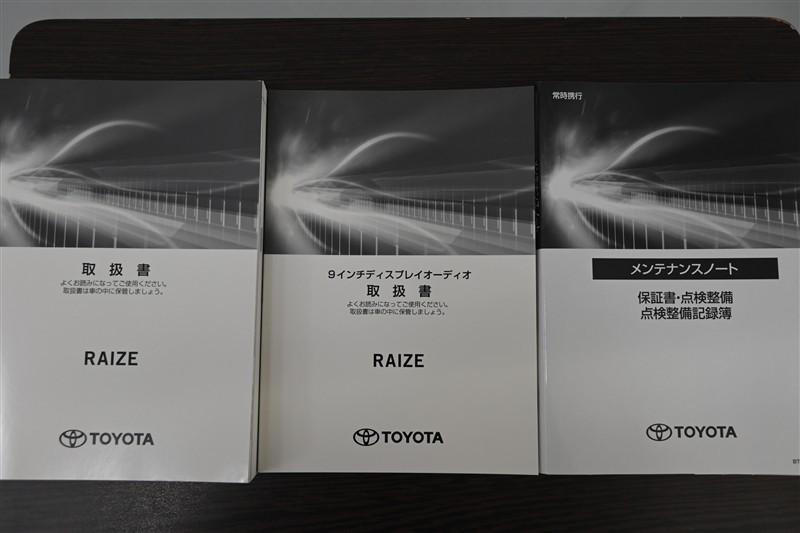 取扱書
よくお読みになってご使用ください。
取扱書は車の中に保管しましょう。
RAIZE
TOYOTA
9インチディスプレイオーディオ
取扱書
よくお読みになってご使用ください。
取扱書は車の中に保管しましょう。
RAIZE
TOYOTA
常時携行
メンテナンスノート
保証書・点検整備
点検整備記録簿
TOYOTA
BT